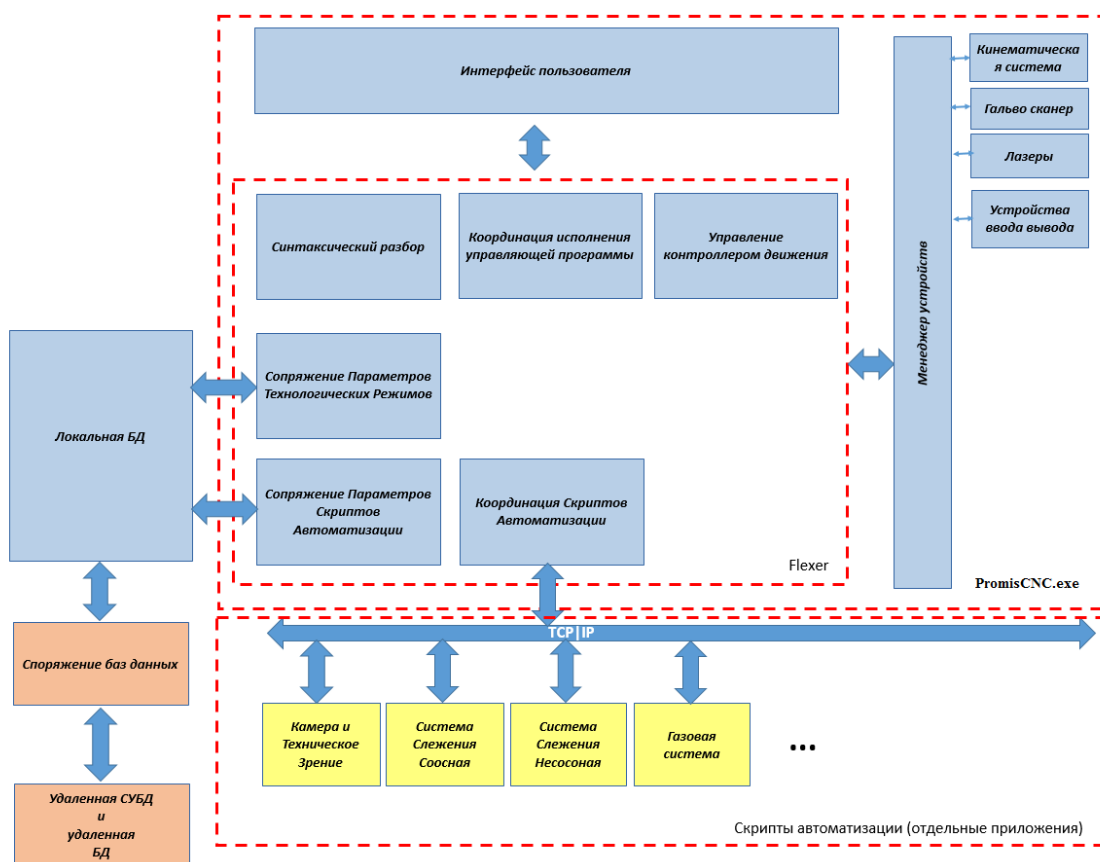 Интерфейс пользователя
Кинематическа
я система
Гальво сканер
Лазеры
Устройства
ввода вывода
Менеджер устройств
Синтаксический разбор
Координация исполнения
управляющей программы
Управление
контроллером движения
Сопряжение Параметров
Технологических Режимов
Локальная БД
Сопряжение Параметров
Скриптов
Автоматизации
Координация Скриптов
Автоматизации
Flexer
PromisCNC.exe
TCP|IP
Споряжение баз данных
Камера и
Техническое
Зрение
Система
Слежения
Соосная
Система
Слежения
Несосоная
Газовая
система
...
Удаленная СУБД
и
удаленная
БД
Скрипты автоматизации (отдельные приложения)